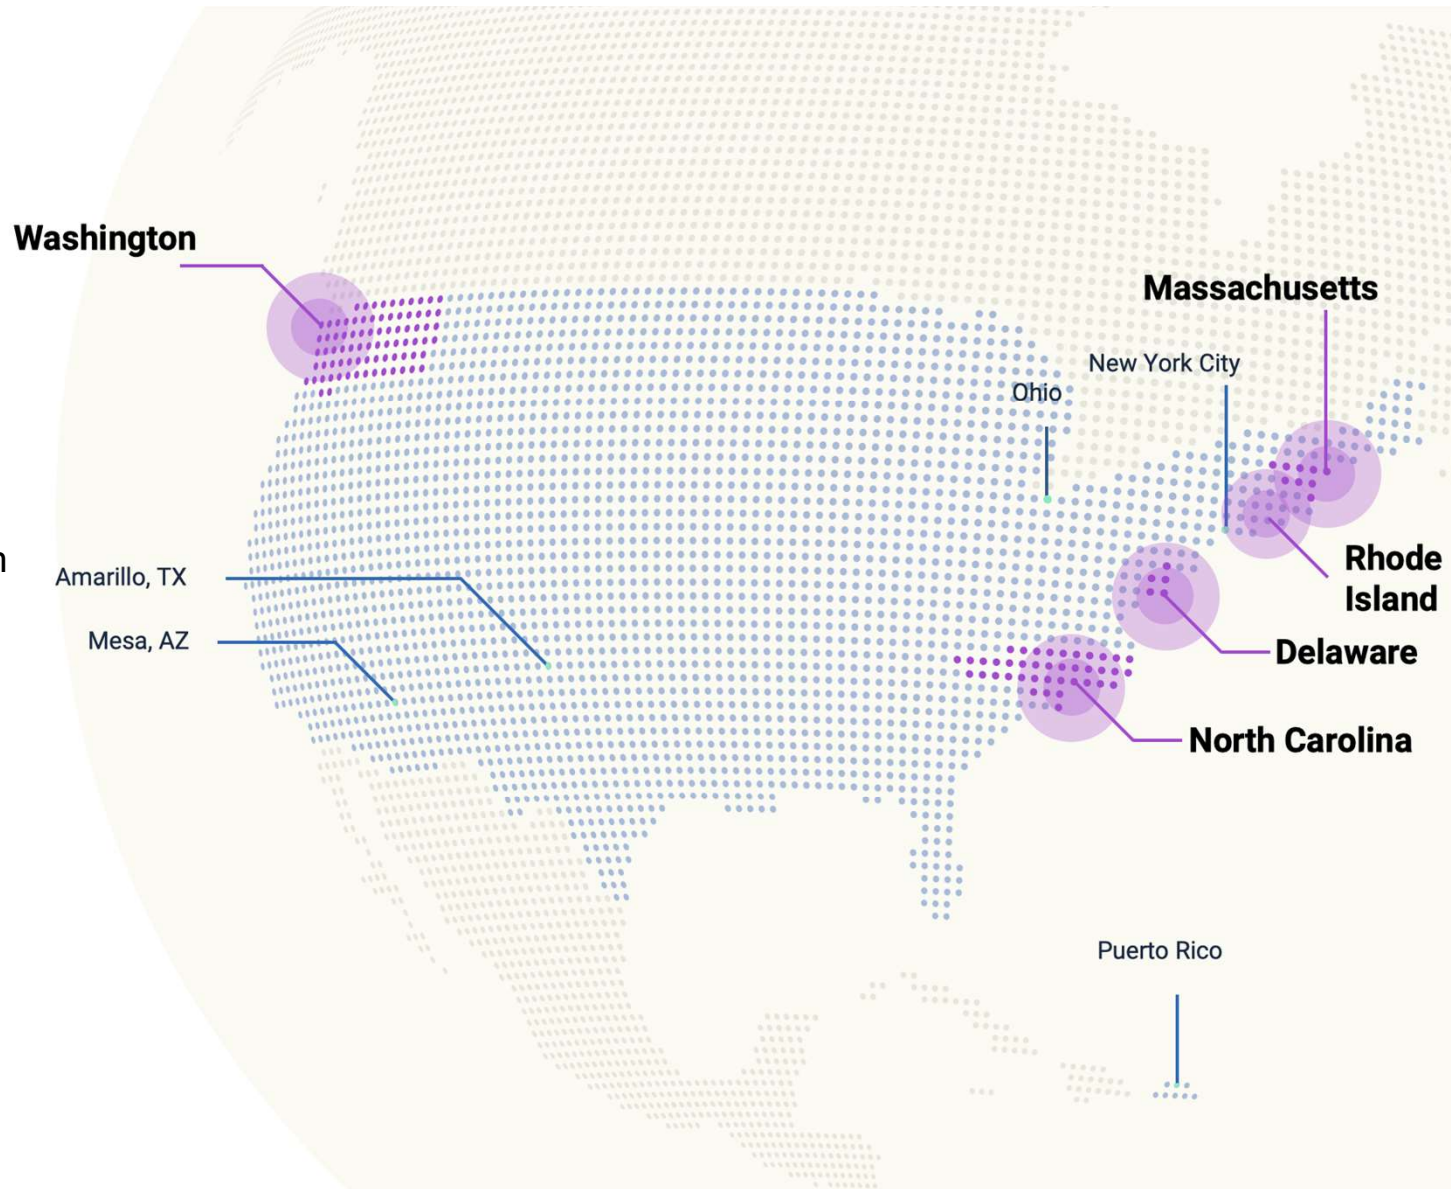 Washington
Massachusetts
New York City
Ohio
n
Amarillo, TX
Rhode
Island
Mesa, AZ
Delaware
North Carolina
Puerto Rico